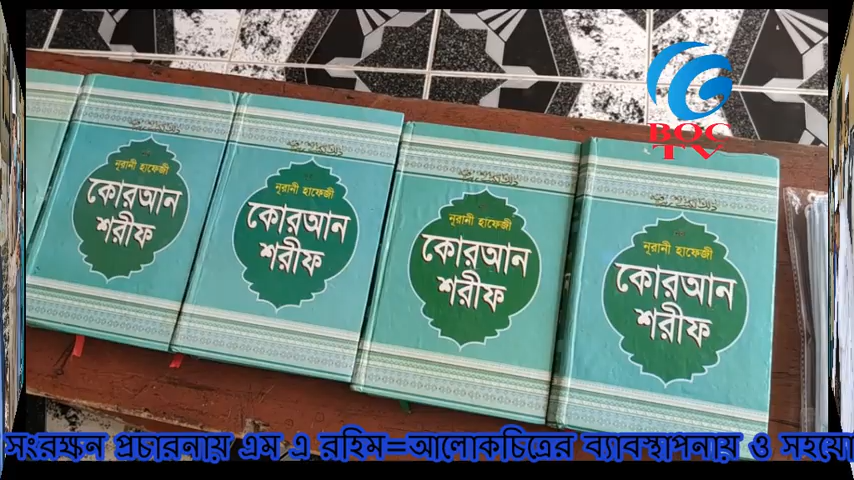 নূরানী হাফেজী
কোরআন
শরীফ
নূরানী হাফেজী
কোরআন
শরীফ
নূরানী হাফেজী
কোরআন
শরীফ
নূরানী হাফেজী
কোরআন
শরীফ
BQC
সংরক্ষন প্রচারনায় এম এ রহিম=আলোকচিত্রের ব্যাবস্থাপনায় ও সহযো